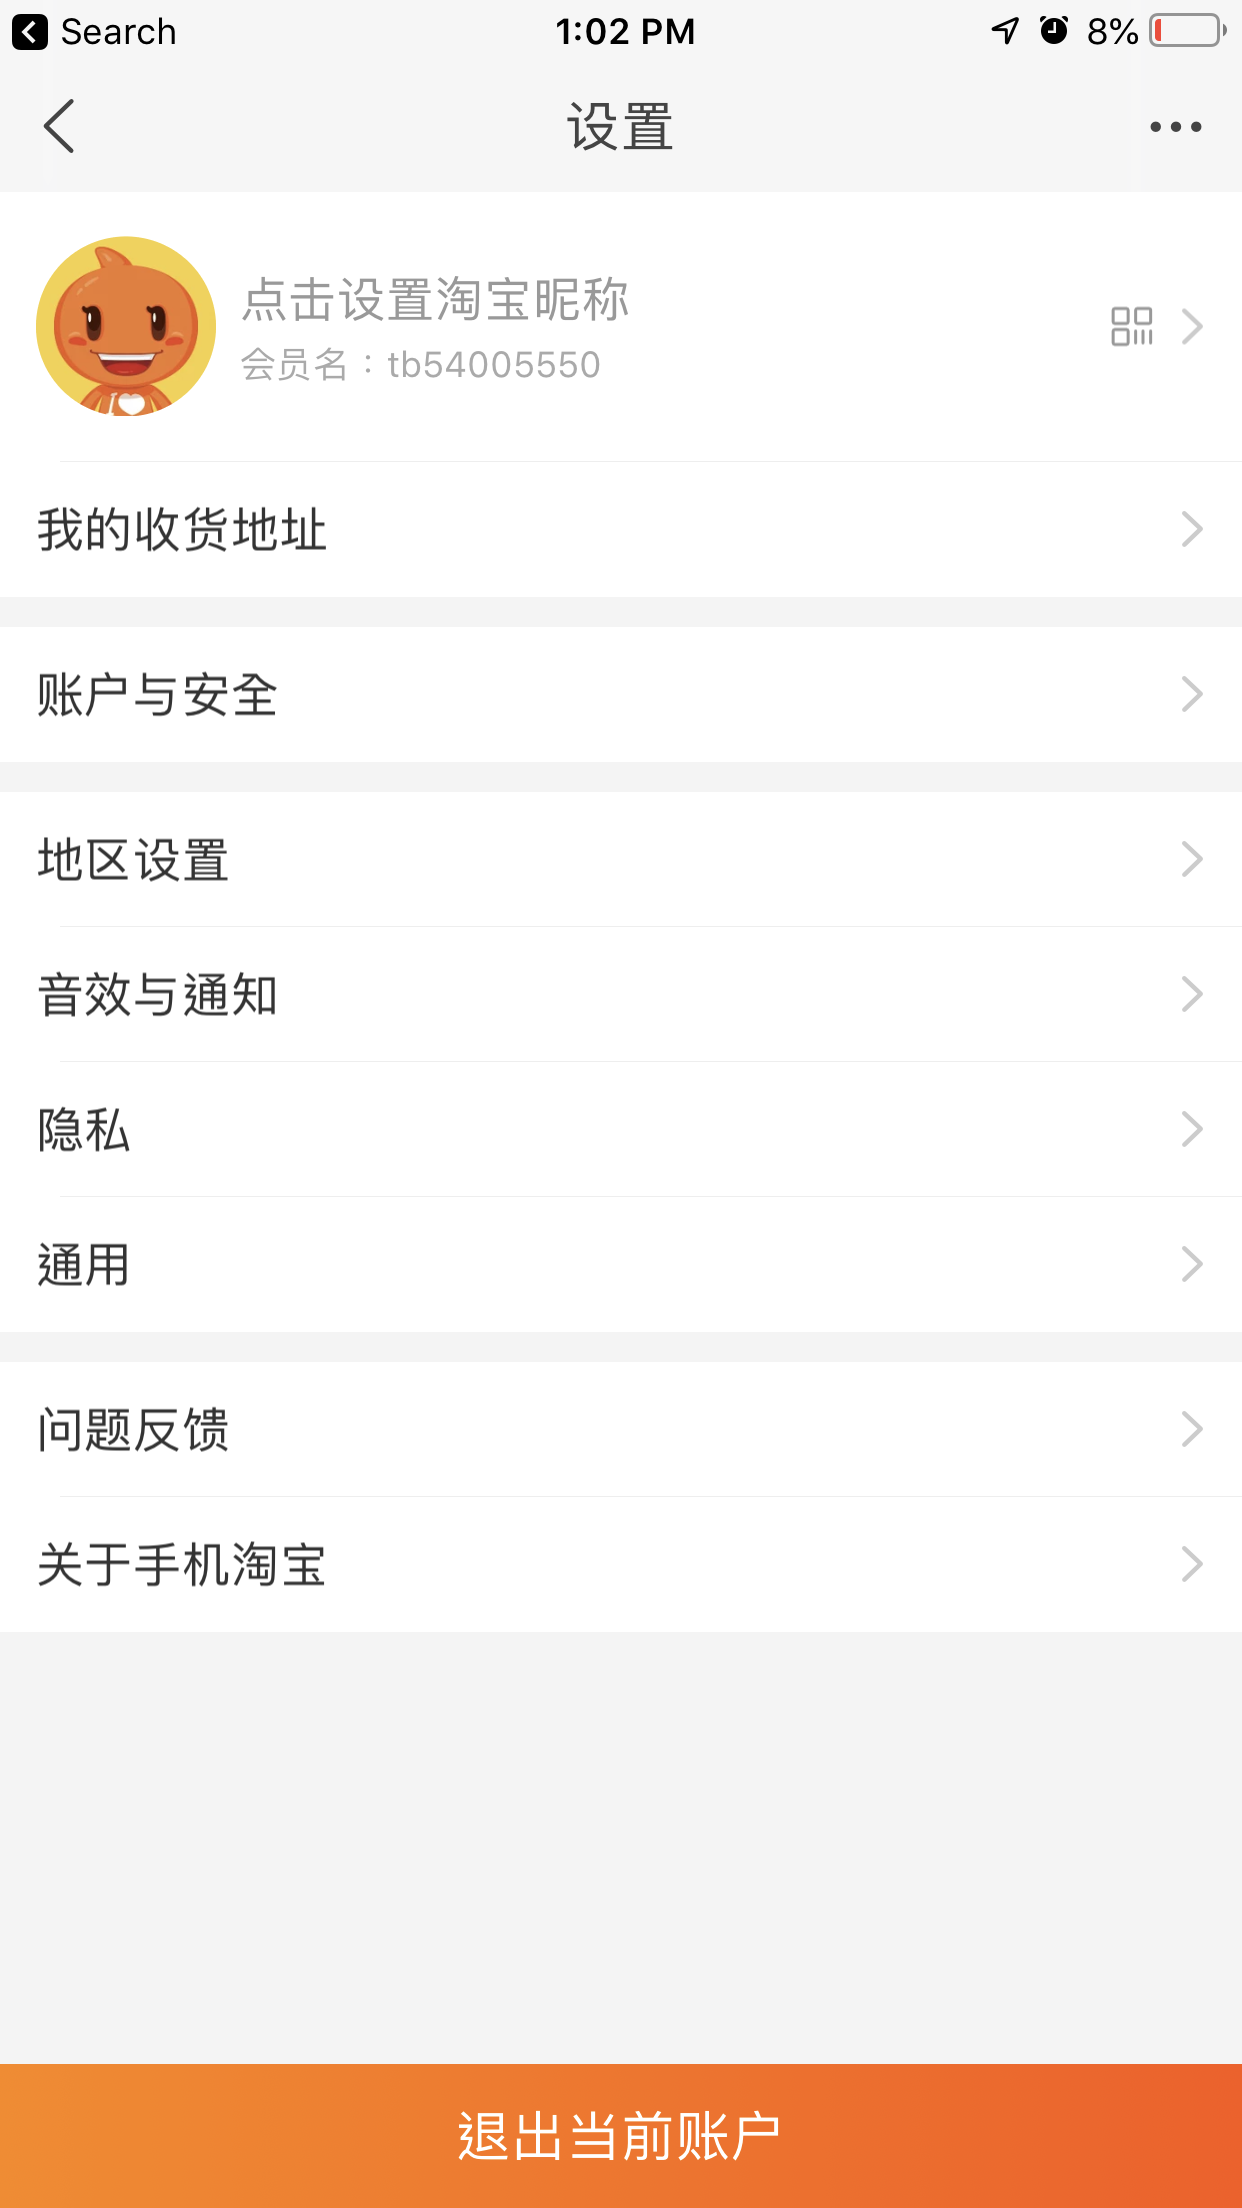 Search
1:02 PM
8%
设置
点击设置淘宝昵称
会员名：tb54005550
我的收货地址
账户与安全
地区设置
音效与通知
隐私
通用
问题反馈
关于手机淘宝
退出当前账户